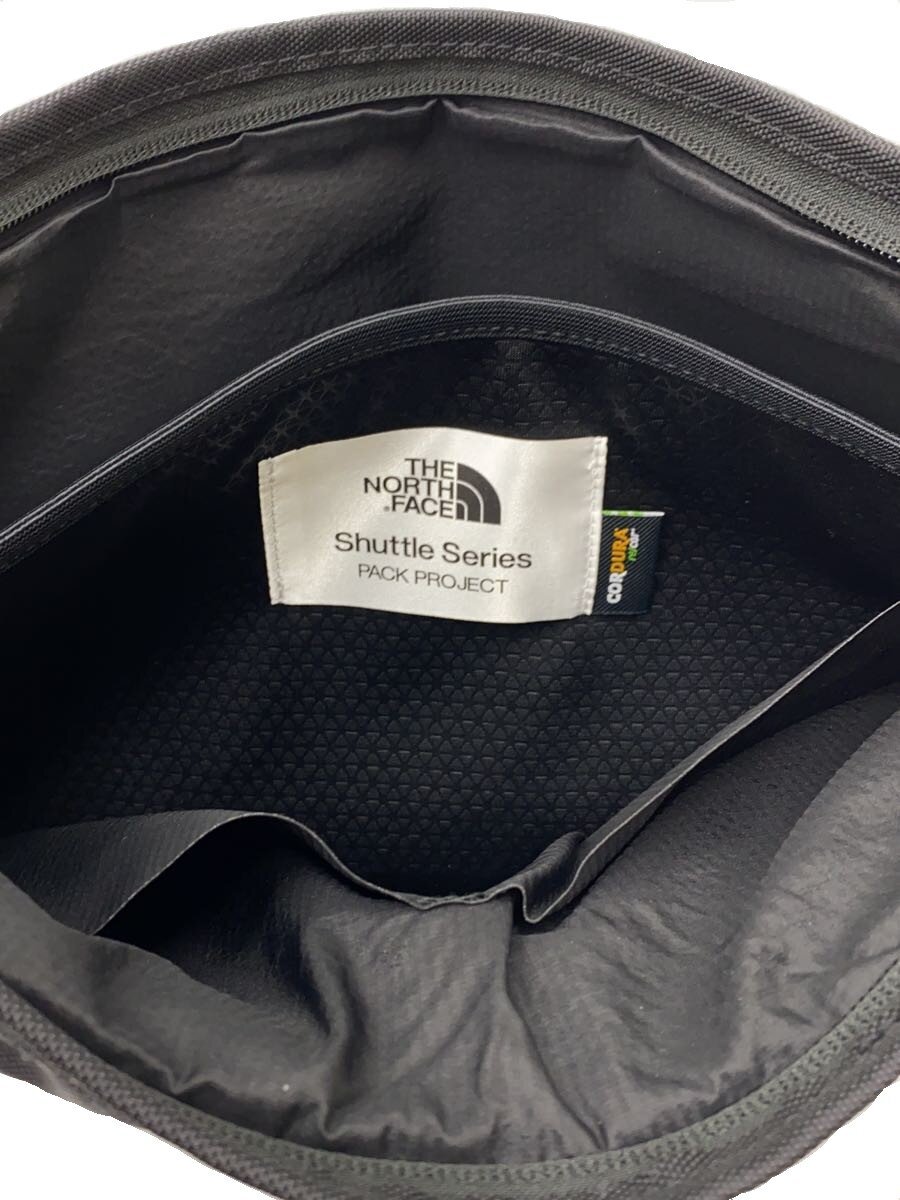 THE
NORTH
FACE
Shuttle Series
PACK PROJECT
CORDURA